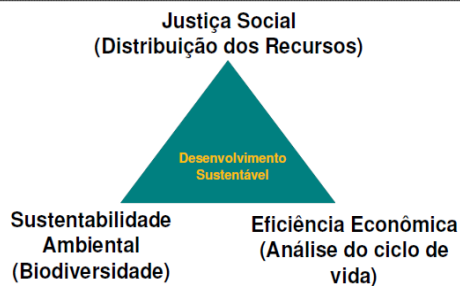 Justiça Social
(Distribuição dos Recursos)
Desenvolvimento
Sustentável
Sustentabilidade
Ambiental
(Biodiversidade)
Eficiência Econômica
(Análise do ciclo de
vida)